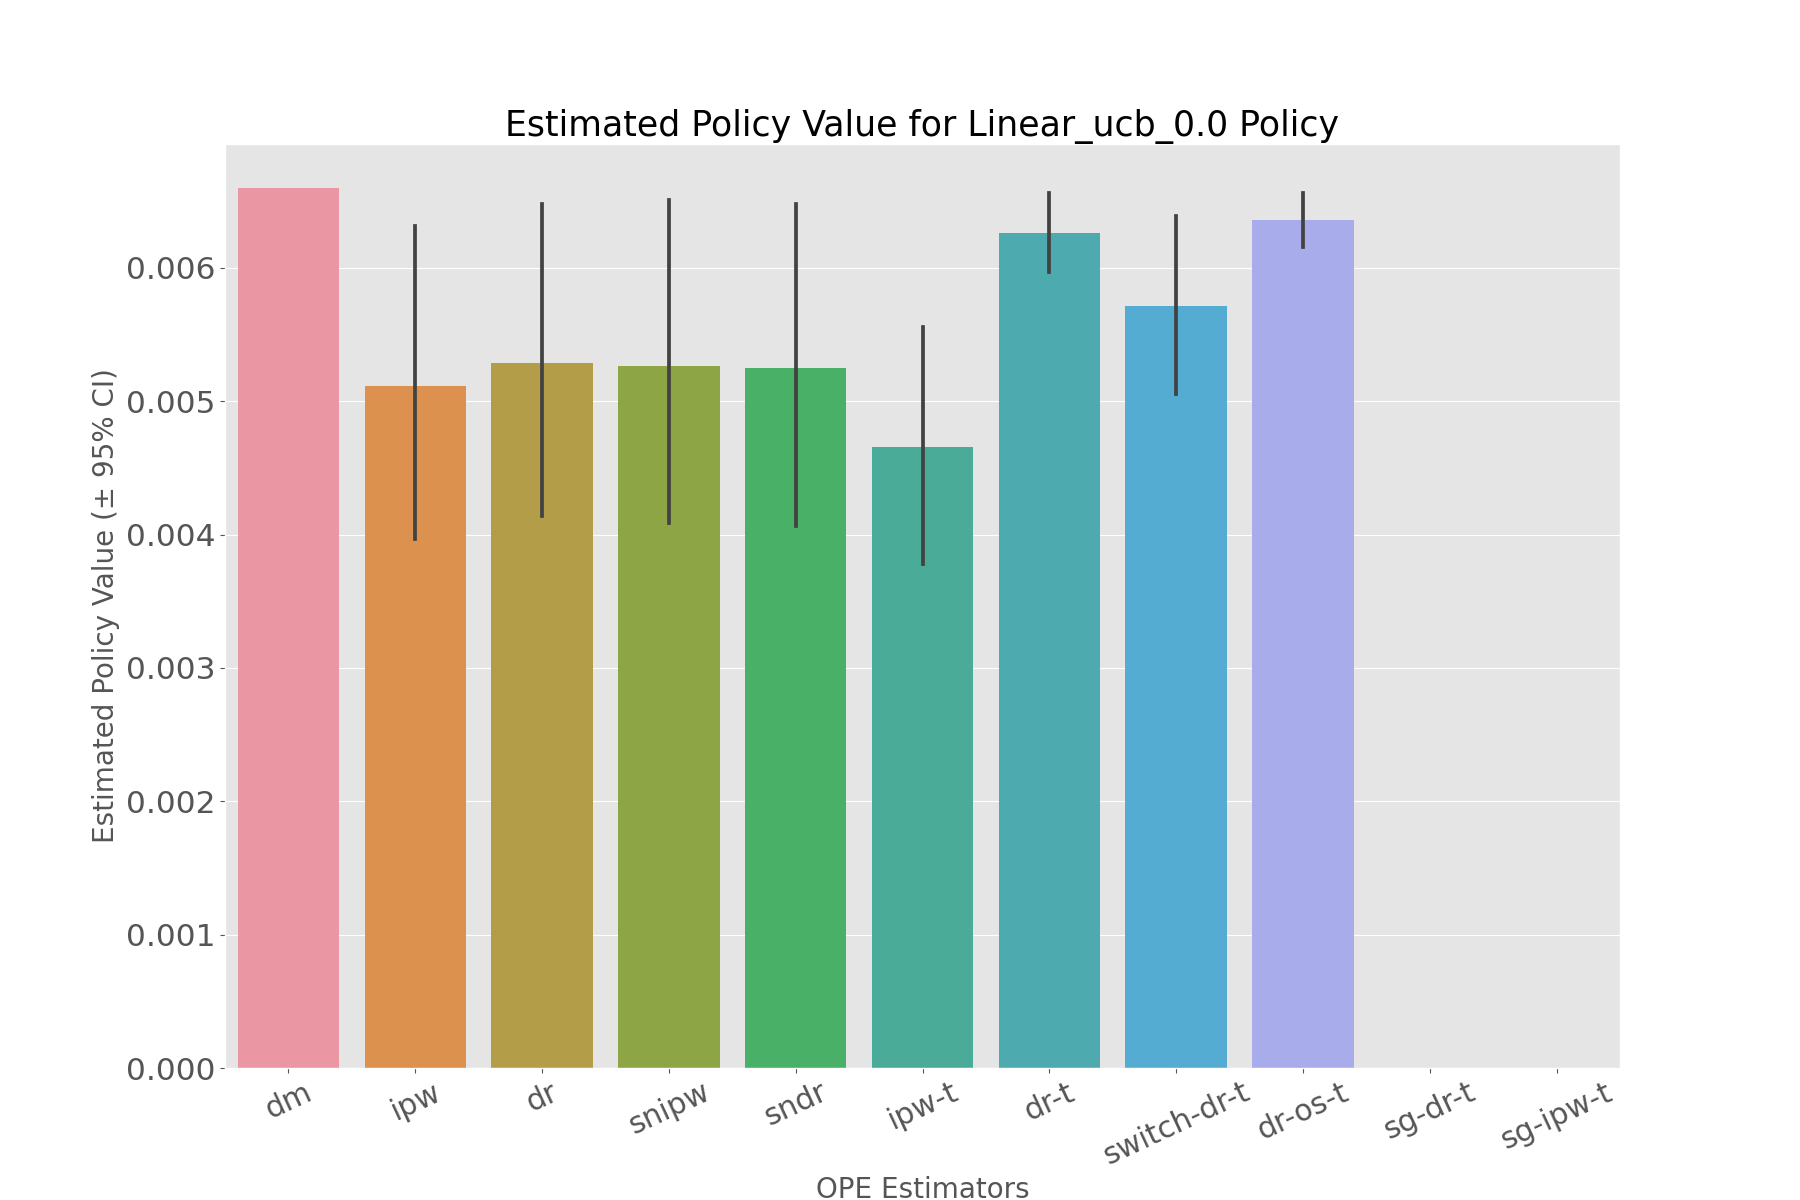 Estimated Policy Value for Linear_ucb_0.0 Policy
Estimated Policy Value (± 95% CI)
0.006
0.005
0.004
0.003
0.002
0.001
0.000
dm
ipw
dr
snipw
sndr
ipw-t
dr-t
switch-dr-t
dr-os-t
sg-dr-t
sg-ipw-t
OPE Estimators